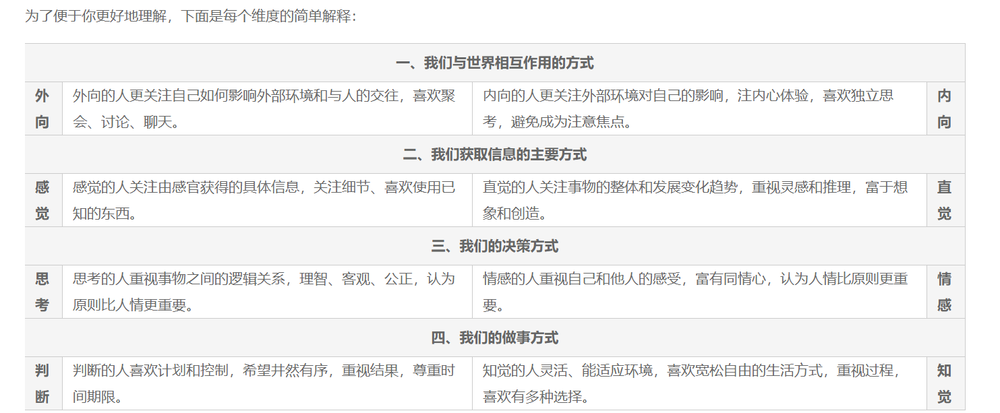 为了便于你更好地理解，下面是每个维度的简单解释：
一、我们与世界相互作用的方式
外向
外向的人更关注自己如何影响外部环境和与人的交往，喜欢聚
会、讨论、聊天。
内向的人更关注外部环境对自己的影响，注内心体验，喜欢独立思
考，避免成为注意焦点。
内向
二、我们获取信息的主要方式
感觉
感觉的人关注由感官获得的具体信息，关注细节、喜欢使用已
知的东西。
直觉的人关注事物的整体和发展变化趋势，重视灵感和推理，富于想
象和创造。
直觉
三、我们的决策方式
思考
思考的人重视事物之间的逻辑关系，理智、客观、公正，认为
原则比人情更重要。
情感的人重视自己和他人的感受，富有同情心，认为人情比原则更重
要。
情感
四、我们的做事方式
判断
判断的人喜欢计划和控制，希望井然有序，重视结果，尊重时
间期限。
知觉的人灵活、能适应环境，喜欢宽松自由的生活方式，重视过程，
喜欢有多种选择。
知觉